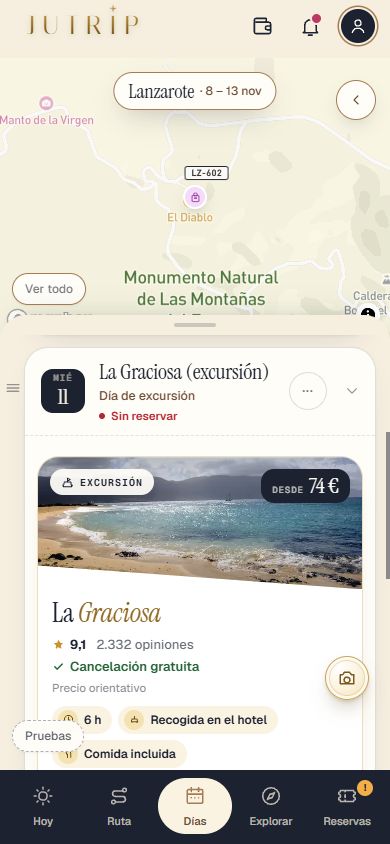 JUTRIP
Lanzarote · 8 – 13 nov
Manto de la Virgen
LZ-602
El Diablo
Ver todo
Monumento Natural
de Las Montañas
Caldera
MIÉ
11
La Graciosa (excursión)
Día de excursión
Sin reservar
EXCURSIÓN
DESDE 74 €
La Graciosa
9,1 2.332 opiniones
Cancelación gratuita
Precio orientativo
6 h
Recogida en el hotel
Pruebas
Comida incluida
Hoy
Ruta
Días
Explorar
!
Reservas